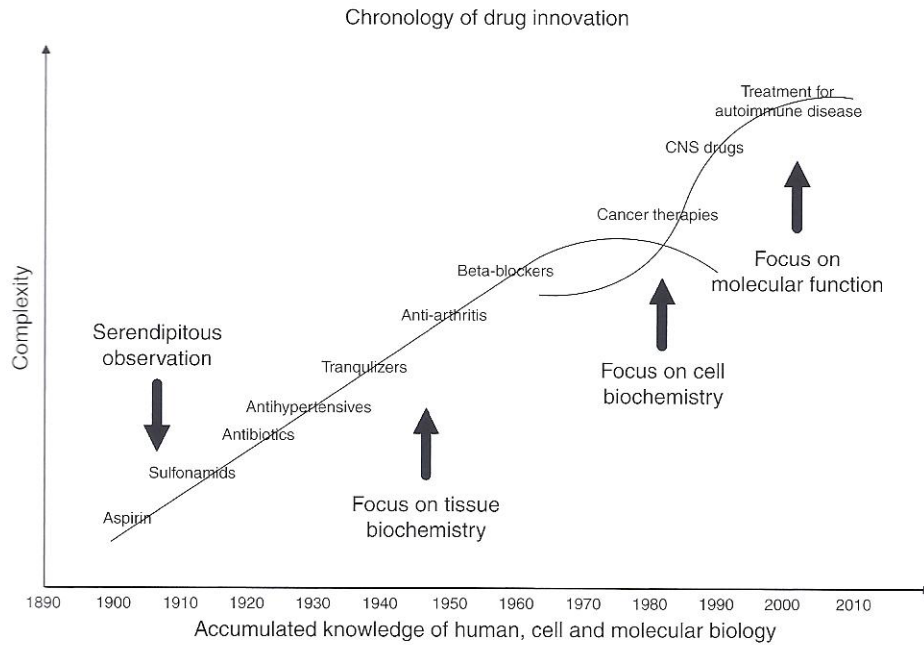 Chronology of drug innovation
Treatment for
autoimmune disease
CNS drugs
Cancer therapies
Focus on
molecular function
Beta-blockers
Anti-arthritis
Serendipitous
observation
Focus on cell
biochemistry
Tranqulizers
Antihypertensives
Antibiotics
Sulfonamids
Focus on tissue
biochemistry
Aspirin
Complexity
1890 1900 1910 1920 1930 1940 1950 1960 1970 1980 1990 2000 2010
Accumulated knowledge of human, cell and molecular biology